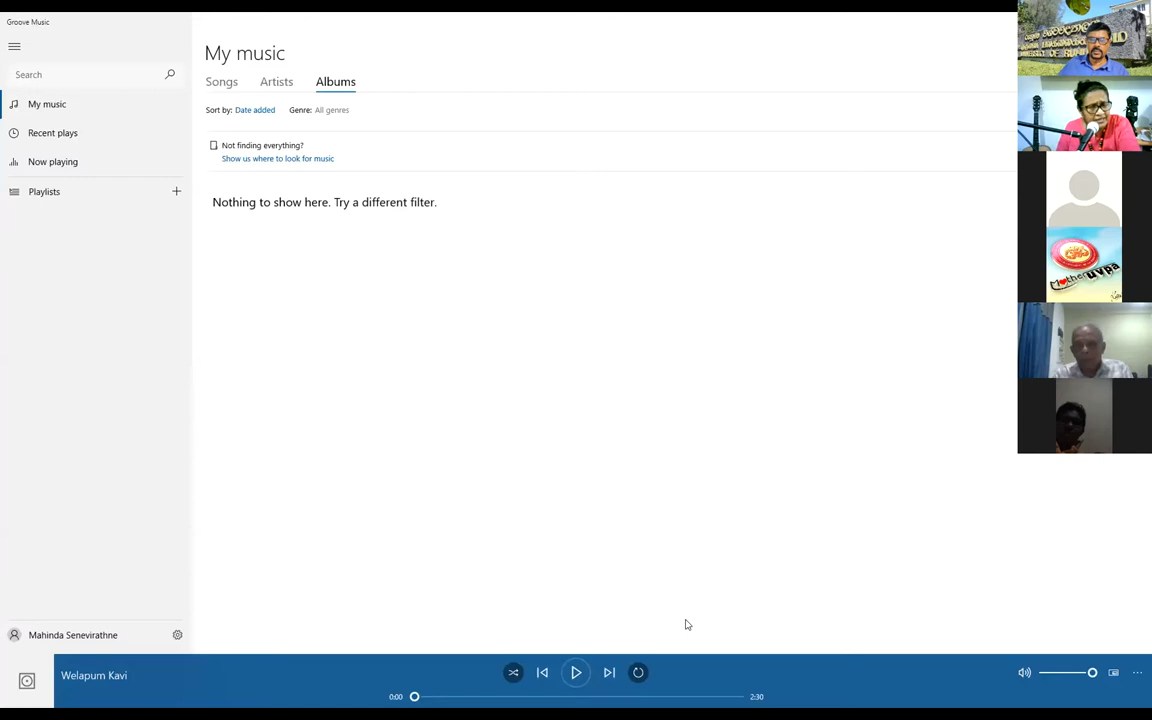 Groove Music
Search
My music
Recent plays
Now playing
Playlists
Mahinda Senevirathne
My music
Songs Artists Albums
Sort by: Date added Genre: All genres
Not finding everything?
Show us where to look for music
Nothing to show here. Try a different filter.
Welapum Kavi
0:00
2:30